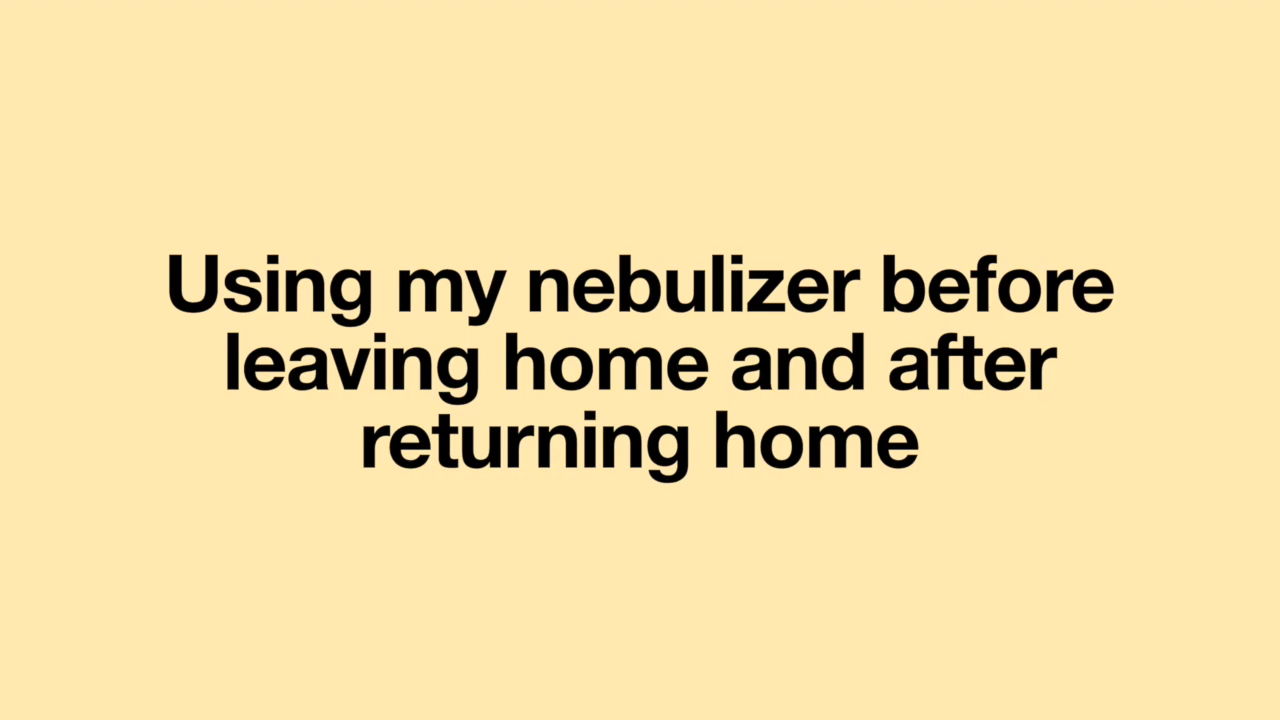 Using my nebulizer before
leaving home and after
returning home